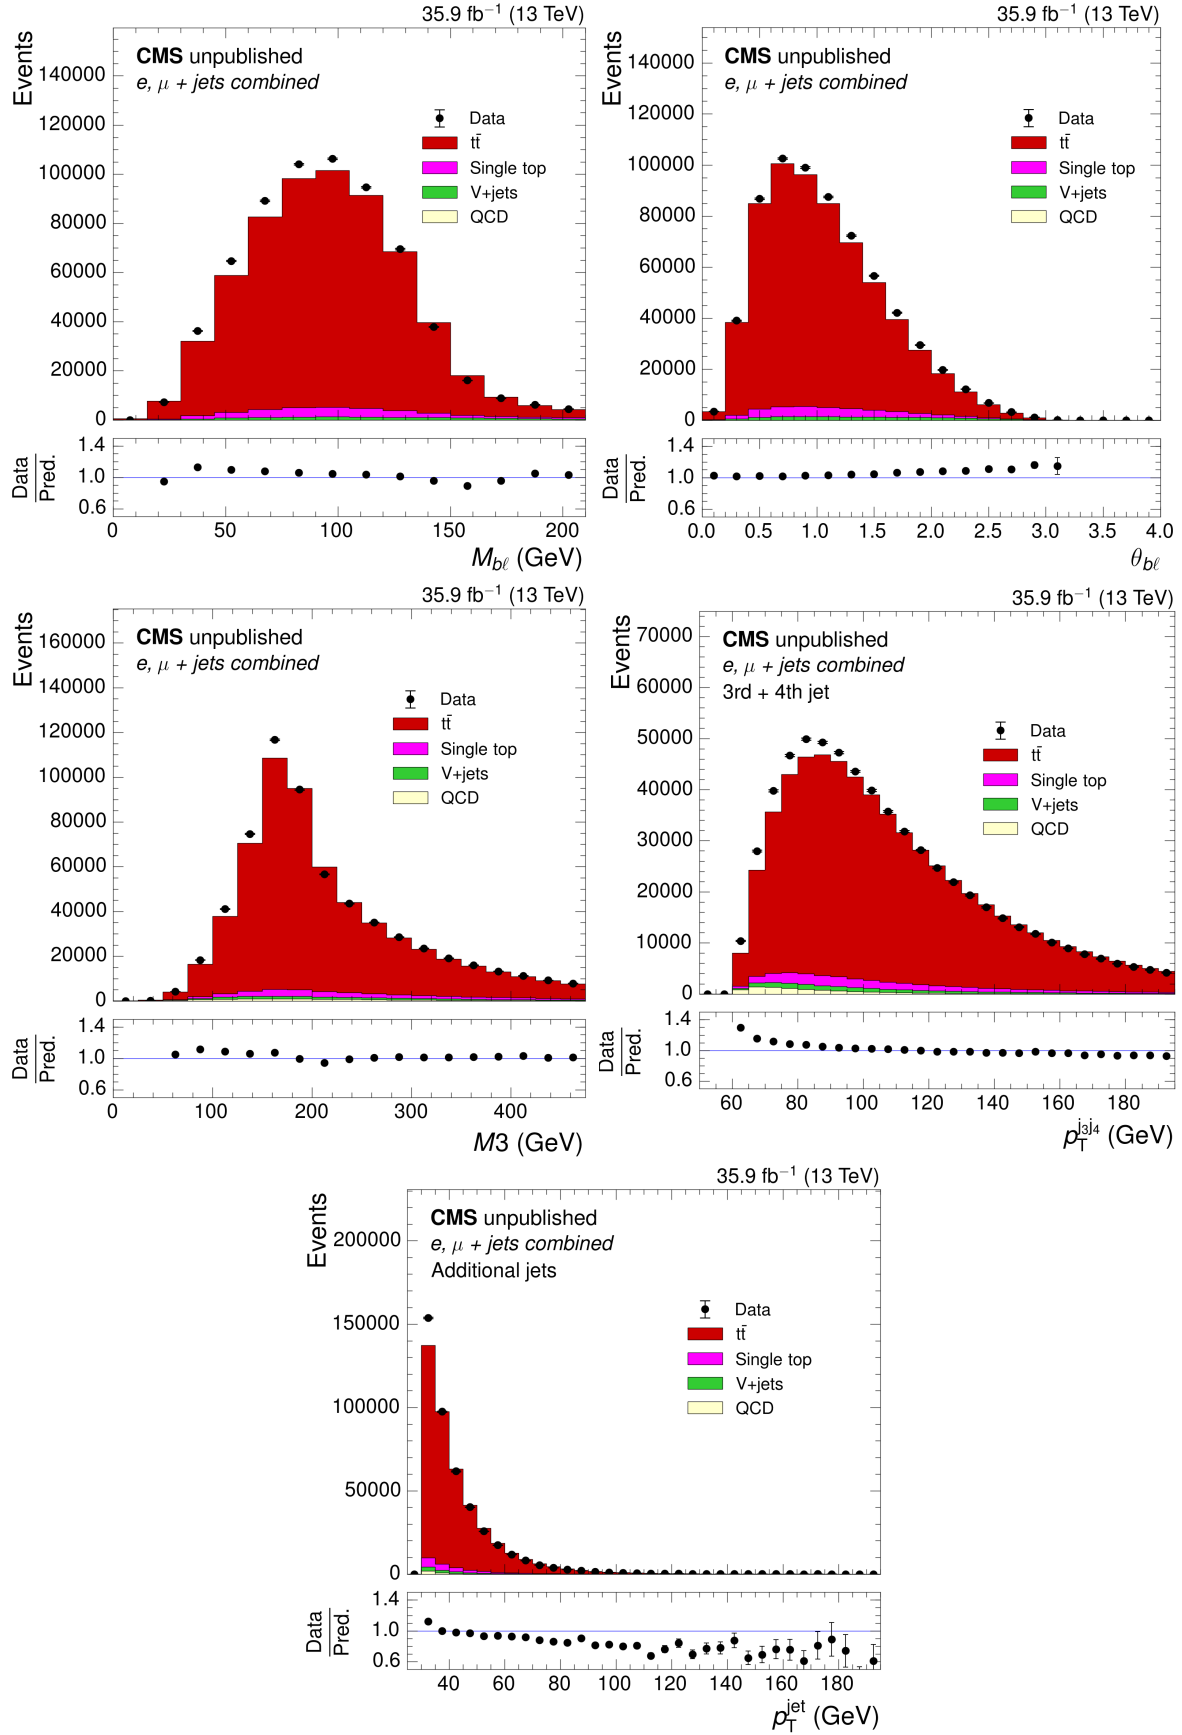 35.9 fb⁻¹ (13 TeV)
Events
CMS unpublished
e, μ + jets combined
140000
120000
100000
80000
60000
40000
20000
0
Data
tt̄
Single top
V+jets
QCD
Data
Pred.
1.4
1.0
0.6
0 50 100 150 200
M_bℓ (GeV)
35.9 fb⁻¹ (13 TeV)
Events
CMS unpublished
e, μ + jets combined
140000
120000
100000
80000
60000
40000
20000
0
Data
tt̄
Single top
V+jets
QCD
Data
Pred.
1.4
1.0
0.6
0.0 0.5 1.0 1.5 2.0 2.5 3.0 3.5 4.0
θ_bℓ
35.9 fb⁻¹ (13 TeV)
Events
CMS unpublished
e, μ + jets combined
160000
140000
120000
100000
80000
60000
40000
20000
0
Data
tt̄
Single top
V+jets
QCD
Data
Pred.
1.4
1.0
0.6
0 100 200 300 400
M3 (GeV)
35.9 fb⁻¹ (13 TeV)
Events
CMS unpublished
e, μ + jets combined
3rd + 4th jet
70000
60000
50000
40000
30000
20000
10000
0
Data
tt̄
Single top
V+jets
QCD
Data
Pred.
1.4
1.0
0.6
60 80 100 120 140 160 180
p_T^j₃j₄ (GeV)
35.9 fb⁻¹ (13 TeV)
Events
CMS unpublished
e, μ + jets combined
Additional jets
200000
150000
100000
50000
0
Data
tt̄
Single top
V+jets
QCD
Data
Pred.
1.4
1.0
0.6
40 60 80 100 120 140 160 180
p_T^jet (GeV)